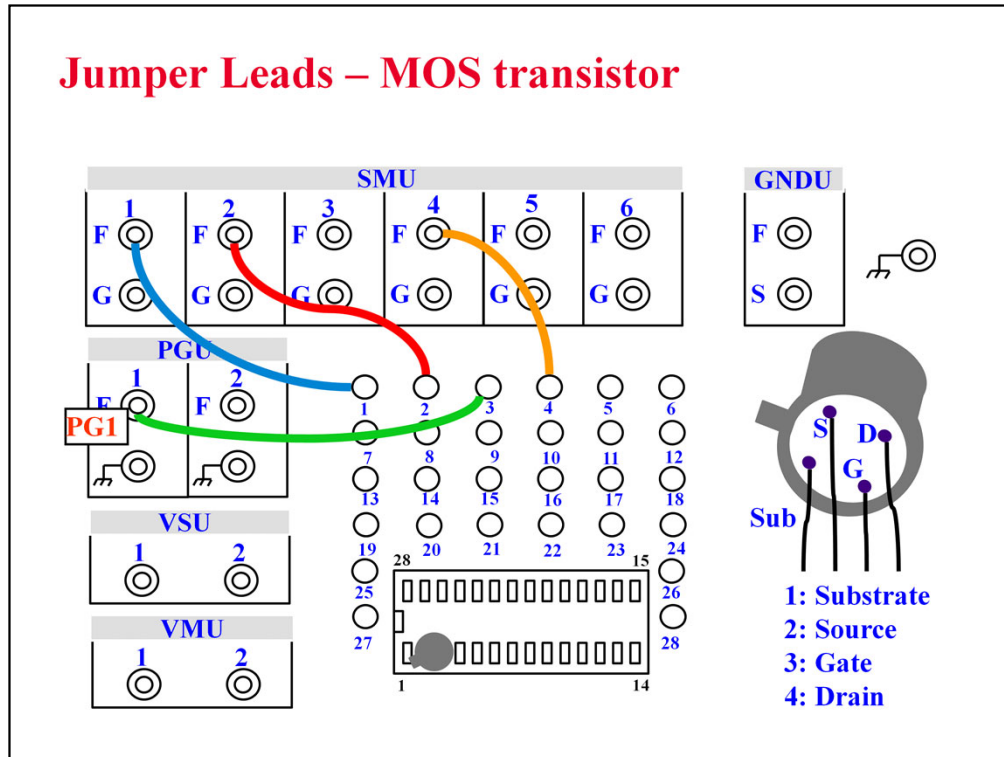 Jumper Leads – MOS transistor
SMU
GNDU
1 2 3 4 5 6
F F F F F F F
G G G G G G S
PGU
1 2
F F
PG1
1 2 3 4 5 6
7 8 9 10 11 12
13 14 15 16 17 18
19 20 21 22 23 24
25 26
27 28
28 15
1 14
VSU
1 2
VMU
1 2
S D
G
Sub
1: Substrate
2: Source
3: Gate
4: Drain